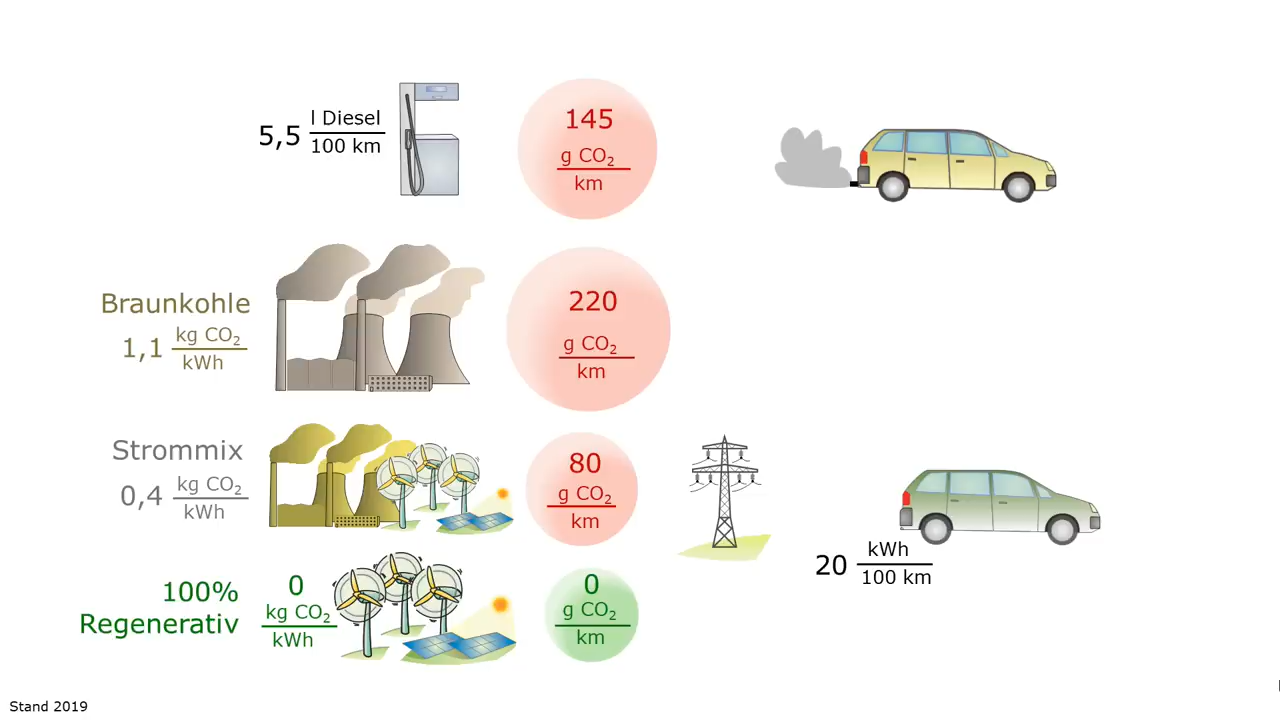 5,5 l Diesel
100 km
145
g CO₂
km
Braunkohle
1,1 kg CO₂
kWh
220
g CO₂
km
Strommix
0,4 kg CO₂
kWh
80
g CO₂
km
20 kWh
100 km
100%
Regenerativ
0
kg CO₂
kWh
0
g CO₂
km
Stand 2019